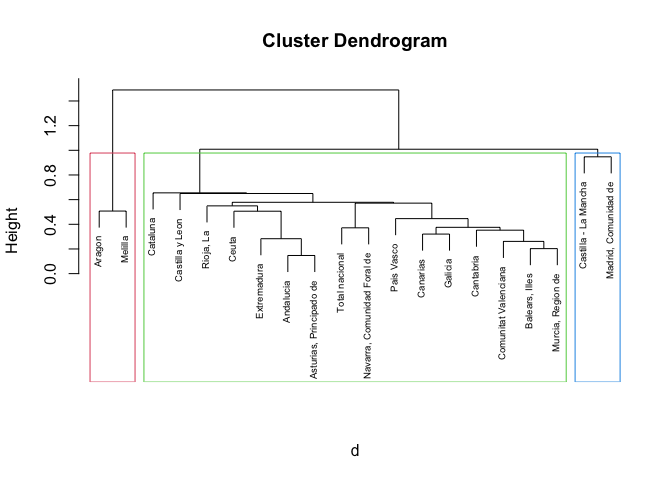 Cluster Dendrogram
Height
0.0
0.4
0.8
1.2
Aragon
Melilla
Cataluna
Castilla y Leon
Rioja, La
Ceuta
Extremadura
Andalucia
Asturias, Principado de
Total nacional
Navarra, Comunidad Foral de
Pais Vasco
Canarias
Galicia
Cantabria
Comunitat Valenciana
Balears, Illes
Murcia, Region de
Castilla - La Mancha
Madrid, Comunidad de
d